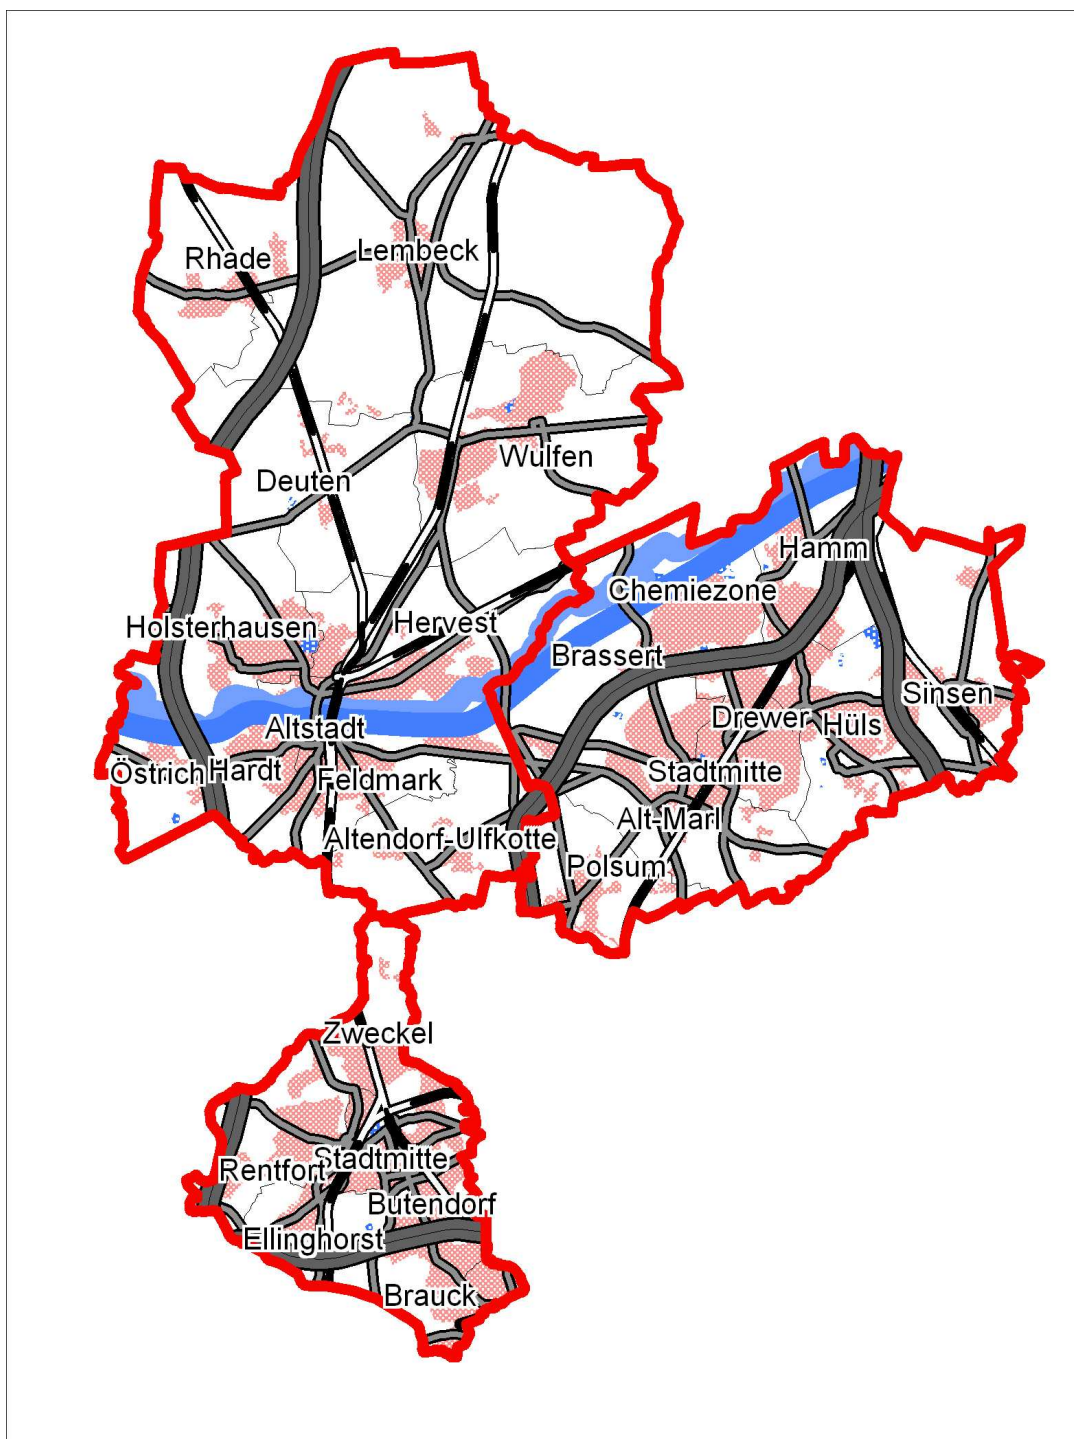 Rhade
Lembeck
Wulfen
Deuten
Hamm
Chemiezone
Hervest
Holsterhausen
Brassert
Sinsen
Drewer
Hüls
Altstadt
Östrich
Hardt
Feldmark
Stadtmitte
Alt-Marl
Altendorf-Ulfkotte
Polsum
Zweckel
Stadtmitte
Rentfort
Butendorf
Ellinghorst
Brauck